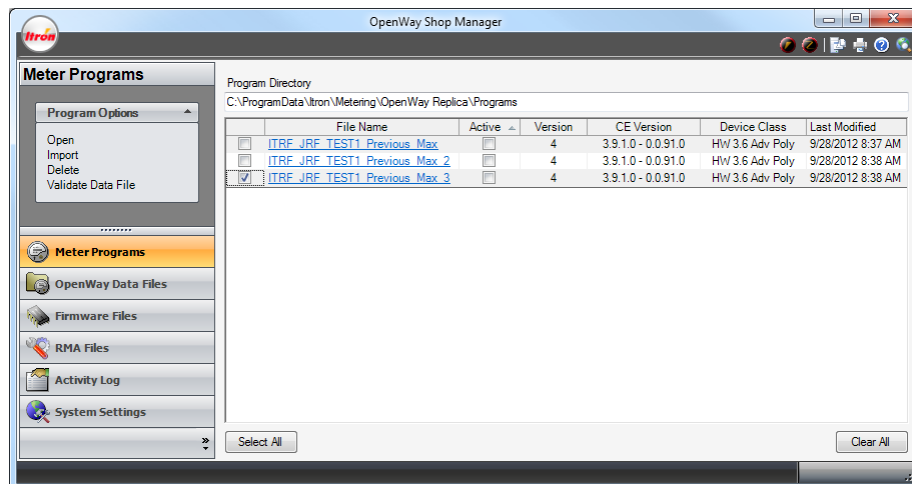 OpenWay Shop Manager
Itron
Meter Programs
Program Options
Open
Import
Delete
Validate Data File
Meter Programs
OpenWay Data Files
Firmware Files
RMA Files
Activity Log
System Settings
Program Directory
C:\ProgramData\Itron\Metering\OpenWay Replica\Programs
File Name Active Version CE Version Device Class Last Modified
ITRF_JRF_TEST1_Previous_Max 4 3.9.1.0 - 0.0.91.0 HW 3.6 Adv Poly 9/28/2012 8:37 AM
ITRF_JRF_TEST1_Previous_Max_2 4 3.9.1.0 - 0.0.91.0 HW 3.6 Adv Poly 9/28/2012 8:38 AM
ITRF_JRF_TEST1_Previous_Max_3 4 3.9.1.0 - 0.0.91.0 HW 3.6 Adv Poly 9/28/2012 8:38 AM
Select All
Clear All